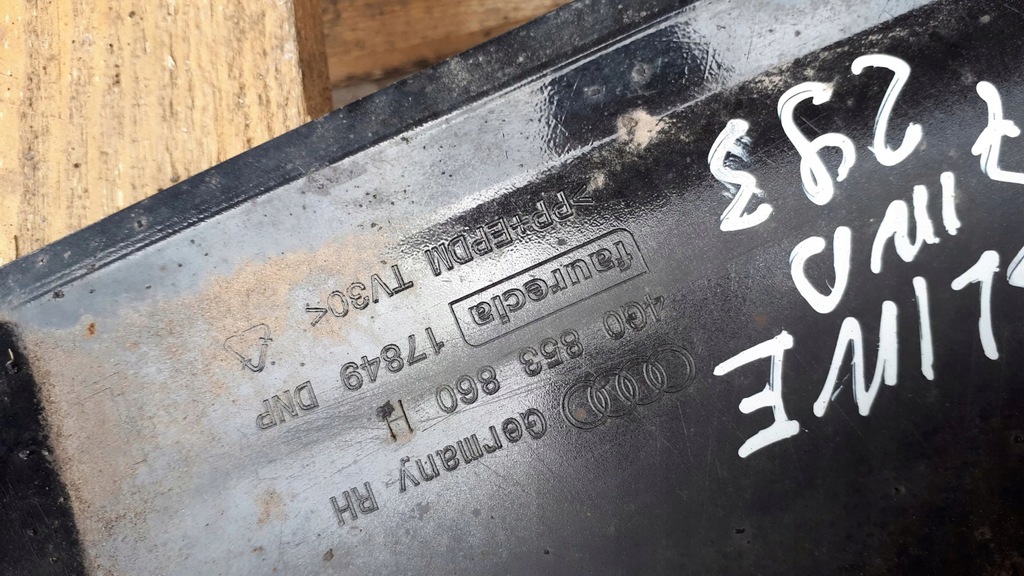 Germany RH
4G0 853 860 H
faurecia 17849 DNP
>PP+EPDM TV30<
LINE
293